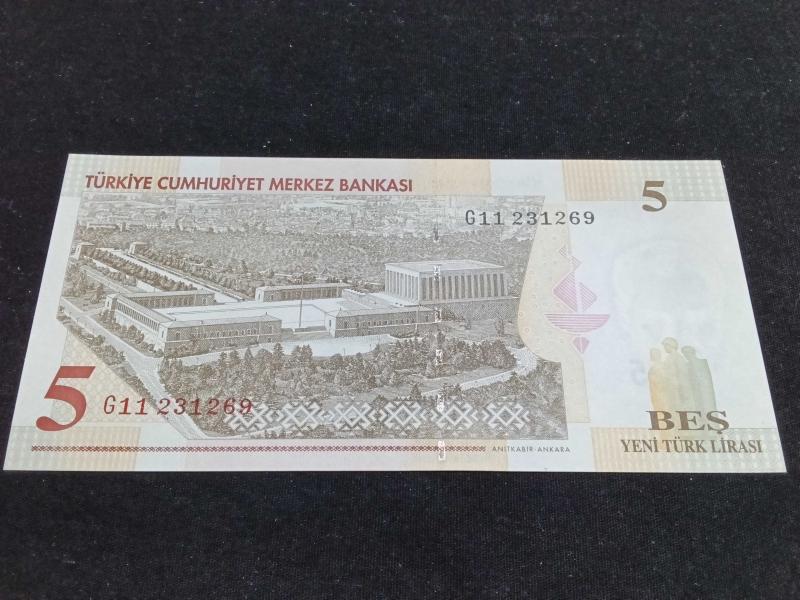 TÜRKİYE CUMHURİYET MERKEZ BANKASI
5
G11 231269
5
G11 231269
BEŞ
YENİ TÜRK LİRASI
ANITKABİR-ANKARA